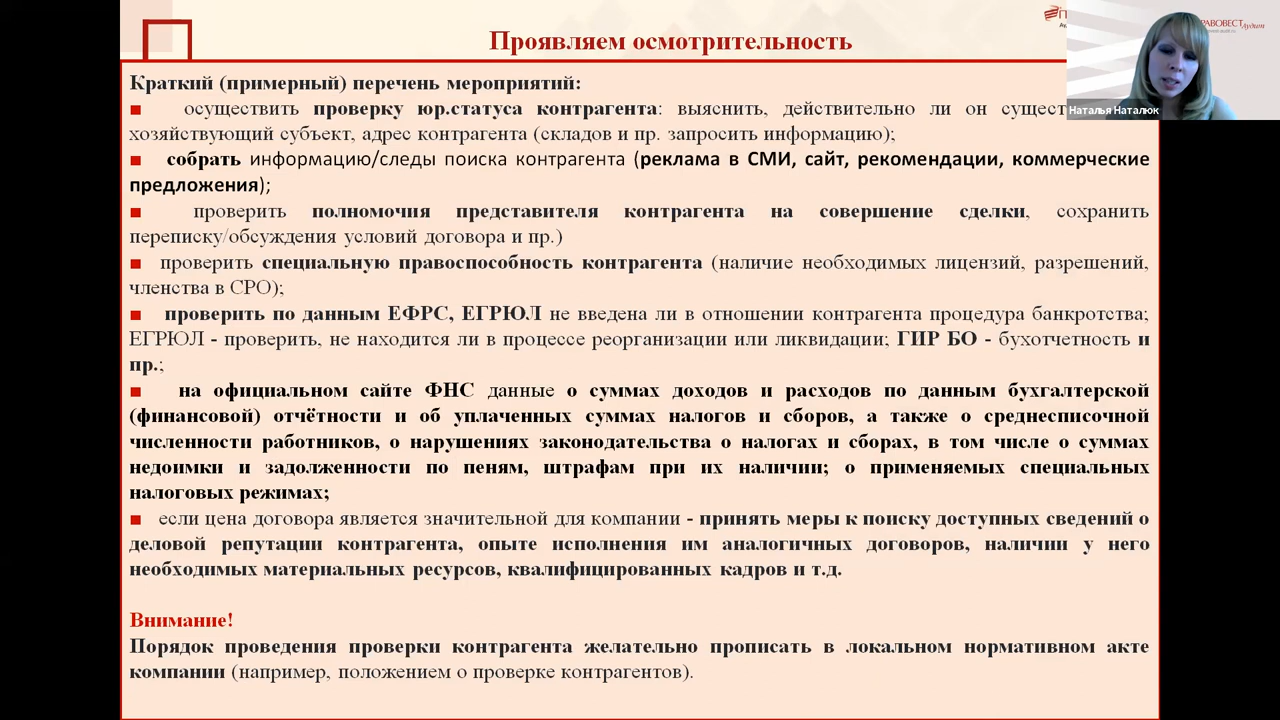 Проявляем осмотрительность
РАВОВЕСТ Аудит
Наталья Наталюк
Краткий (примерный) перечень мероприятий:
■ осуществить проверку юр.статуса контрагента: выяснить, действительно ли он сущест
хозяйствующий субъект, адрес контрагента (складов и пр. запросить информацию);
■ собрать информацию/следы поиска контрагента (реклама в СМИ, сайт, рекомендации, коммерческие
предложения);
■ проверить полномочия представителя контрагента на совершение сделки, сохранить
переписку/обсуждения условий договора и пр.)
■ проверить специальную правоспособность контрагента (наличие необходимых лицензий, разрешений,
членства в СРО);
■ проверить по данным ЕФРС, ЕГРЮЛ не введена ли в отношении контрагента процедура банкротства;
ЕГРЮЛ - проверить, не находится ли в процессе реорганизации или ликвидации; ГИР БО - бухотчетность и
пр.;
■ на официальном сайте ФНС данные о суммах доходов и расходов по данным бухгалтерской
(финансовой) отчётности и об уплаченных суммах налогов и сборов, а также о среднесписочной
численности работников, о нарушениях законодательства о налогах и сборах, в том числе о суммах
недоимки и задолженности по пеням, штрафам при их наличии; о применяемых специальных
налоговых режимах;
■ если цена договора является значительной для компании - принять меры к поиску доступных сведений о
деловой репутации контрагента, опыте исполнения им аналогичных договоров, наличии у него
необходимых материальных ресурсов, квалифицированных кадров и т.д.
Внимание!
Порядок проведения проверки контрагента желательно прописать в локальном нормативном акте
компании (например, положением о проверке контрагентов).